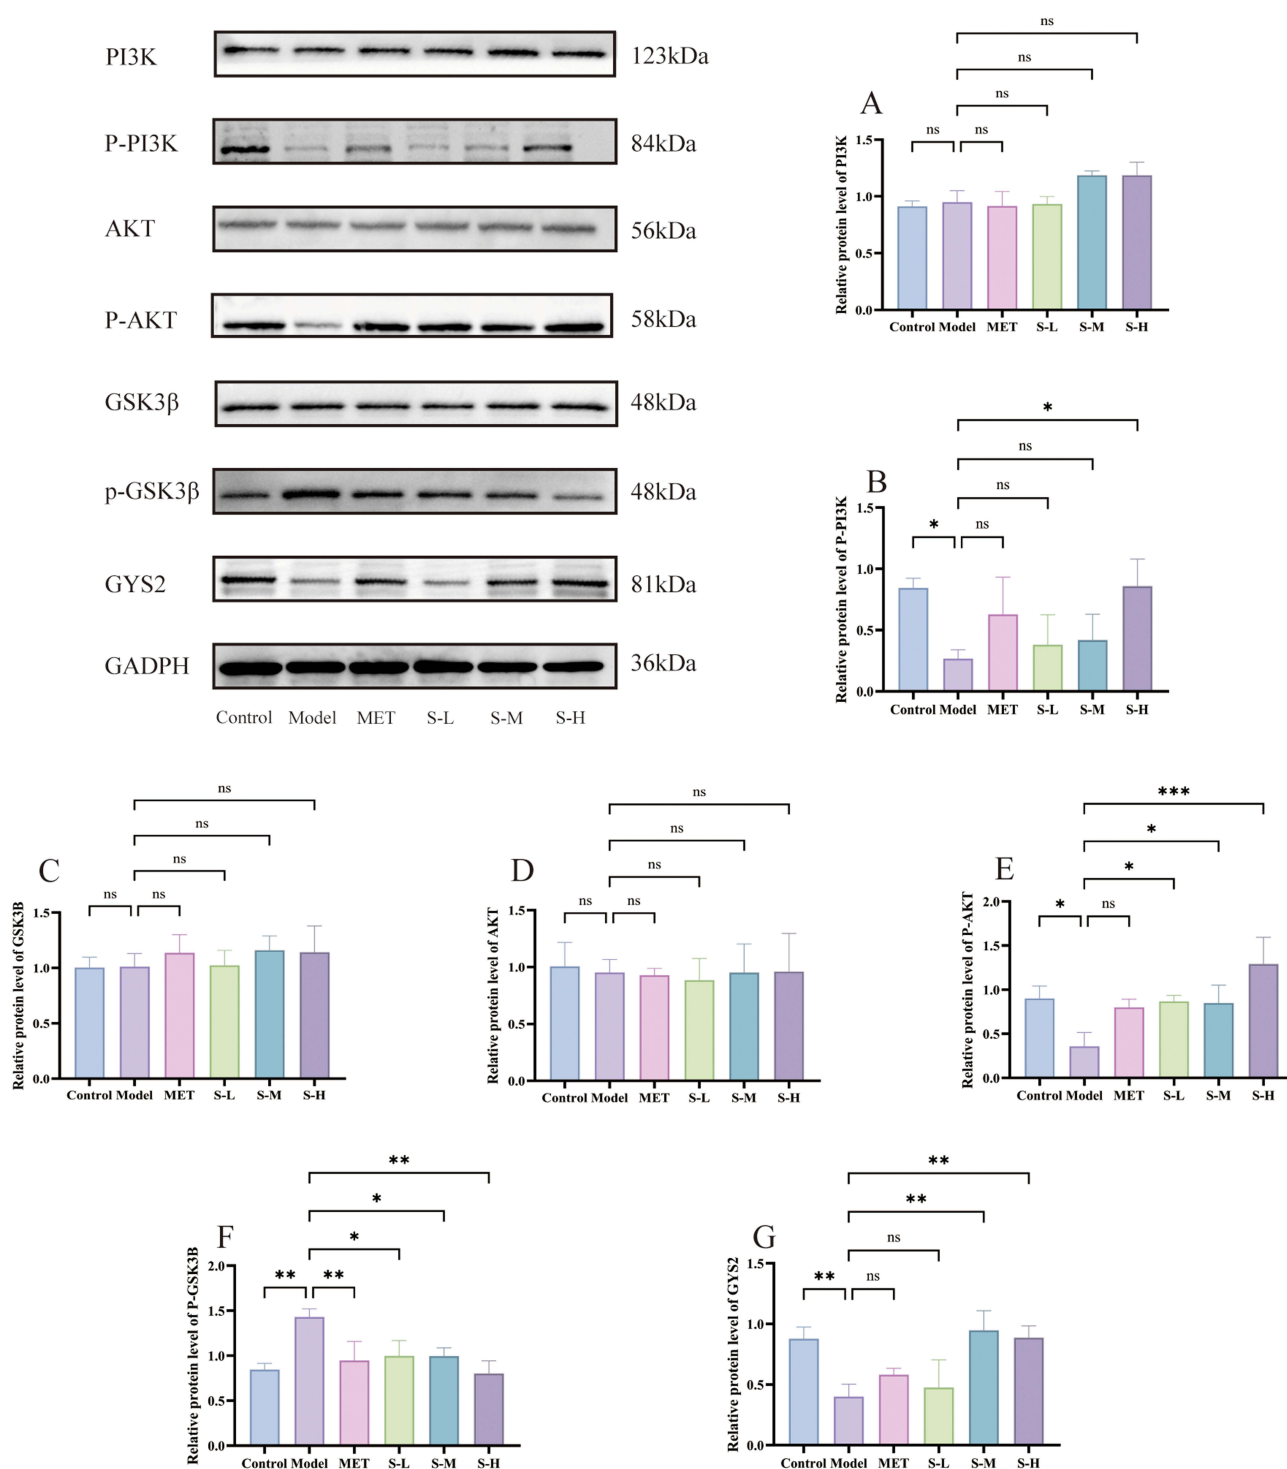 PI3K 123kDa
P-PI3K 84kDa
AKT 56kDa
P-AKT 58kDa
GSK3β 48kDa
p-GSK3β 48kDa
GYS2 81kDa
GADPH 36kDa
Control Model MET S-L S-M S-H
ns
ns
ns
A
ns ns
Relative protein level of PI3K
1.5
1.0
0.5
0.0
Control Model MET S-L S-M S-H
*
ns
ns
B
* ns
Relative protein level of P-PI3K
1.5
1.0
0.5
0.0
Control Model MET S-L S-M S-H
ns
ns
ns
C
ns ns
Relative protein level of GSK3B
1.5
1.0
0.5
0.0
Control Model MET S-L S-M S-H
ns
ns
ns
D
ns ns
Relative protein level of AKT
1.5
1.0
0.5
0.0
Control Model MET S-L S-M S-H
***
*
*
E
* ns
Relative protein level of P-AKT
2.0
1.5
1.0
0.5
0.0
Control Model MET S-L S-M S-H
**
*
*
F
** **
Relative protein level of P-GSK3B
2.0
1.5
1.0
0.5
0.0
Control Model MET S-L S-M S-H
**
**
ns
G
** ns
Relative protein level of GYS2
1.5
1.0
0.5
0.0
Control Model MET S-L S-M S-H